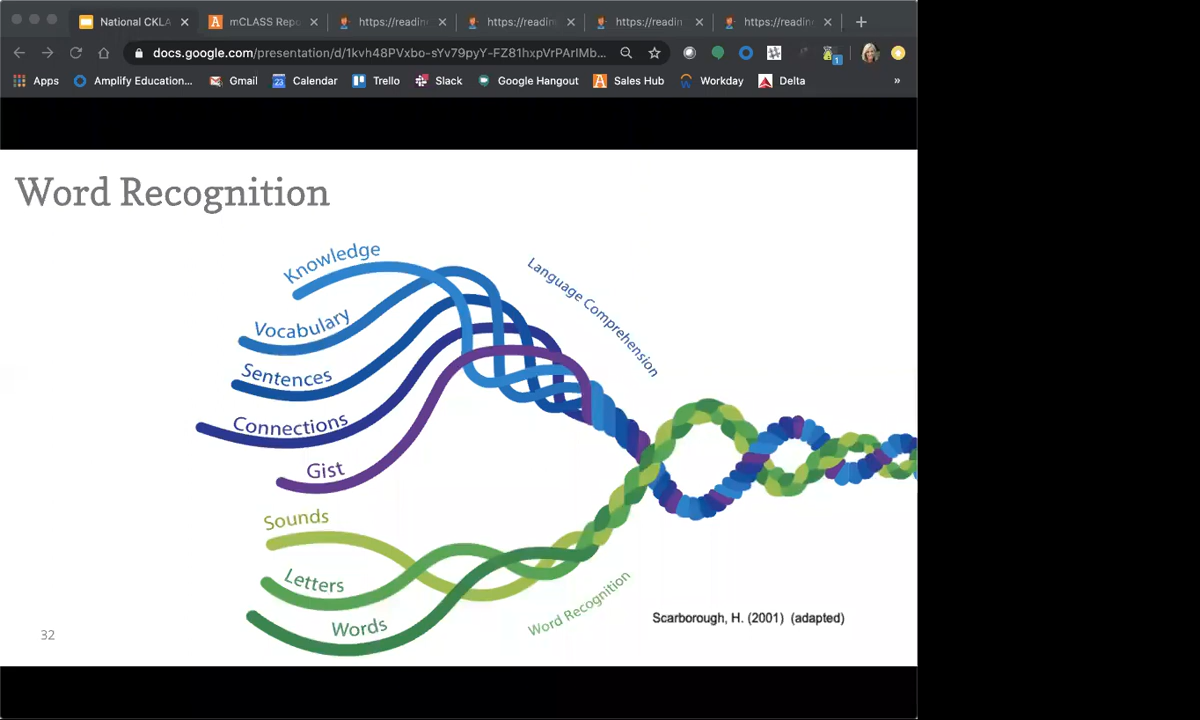 National CKLA
mCLASS Repo
https://readin
https://readin
https://readin
https://readin
docs.google.com/presentation/d/1kvh48PVxbo-sYv79pyY-FZ81hxpVrPArIMb...
1
Apps
Amplify Education...
Gmail
23
Calendar
Trello
Slack
Google Hangout
Sales Hub
Workday
Delta
»
Word Recognition
Knowledge
Vocabulary
Sentences
Connections
Gist
Language Comprehension
Sounds
Letters
Words
Word Recognition
Scarborough, H. (2001) (adapted)
32